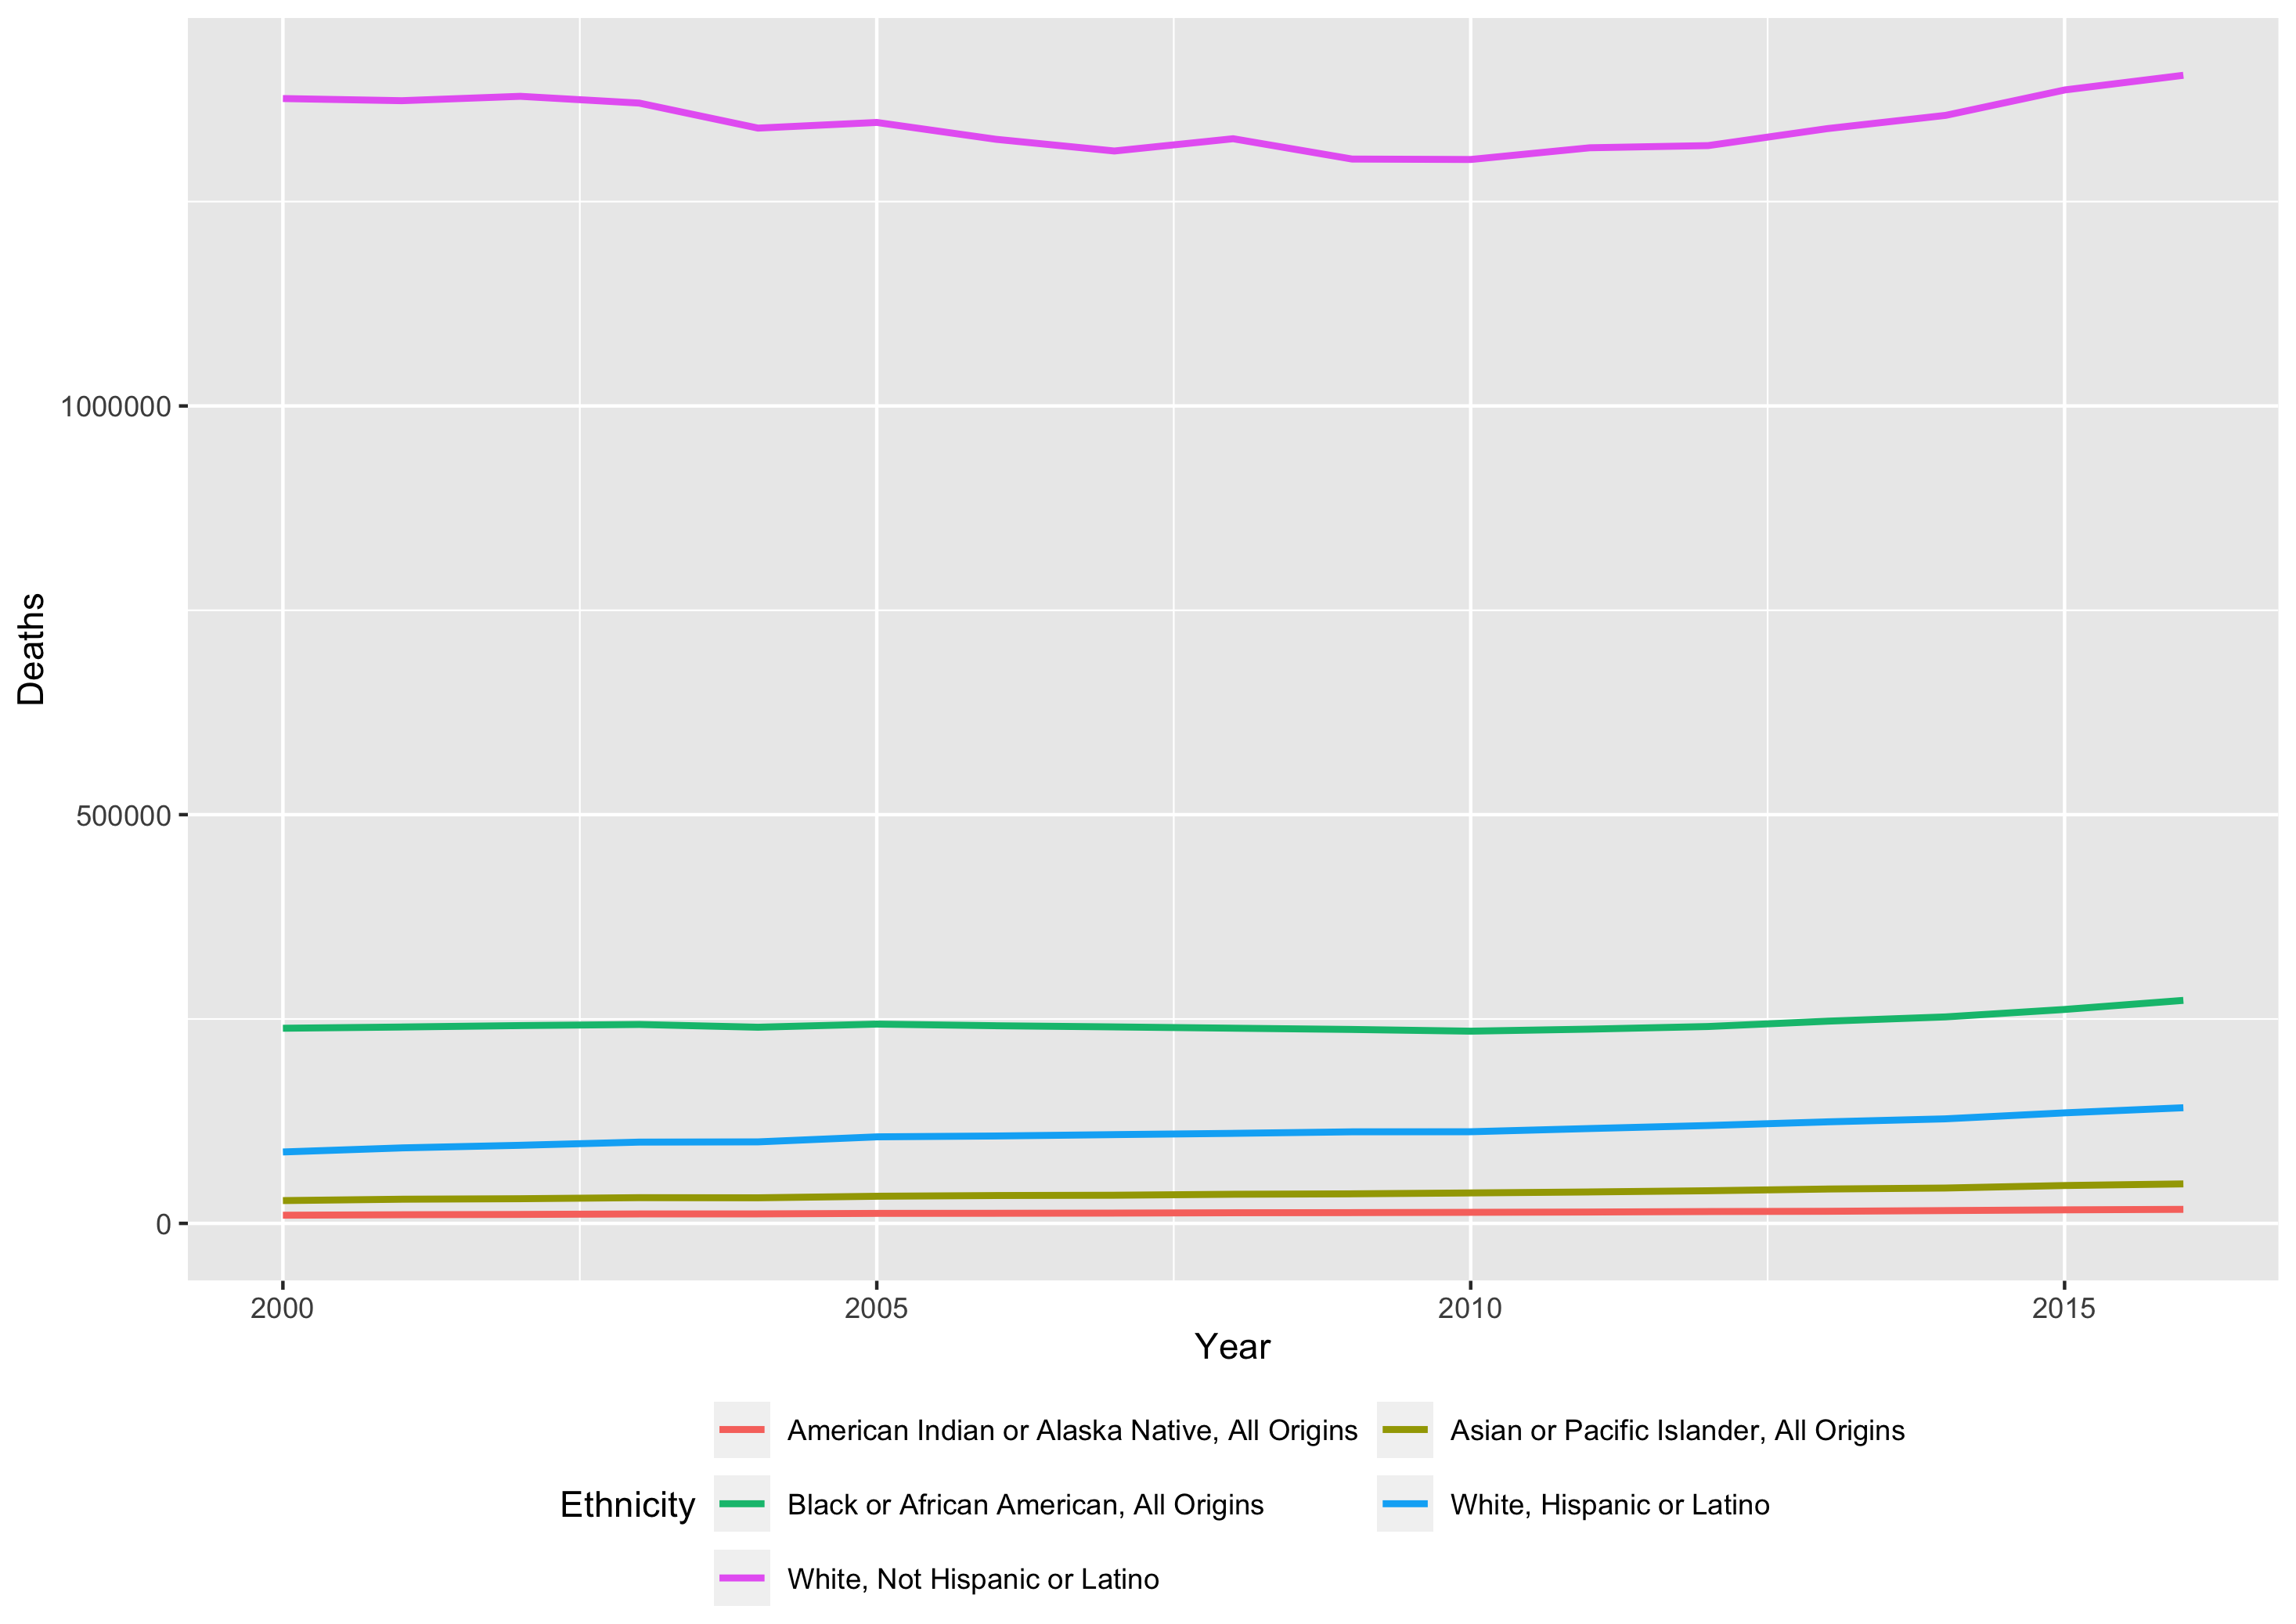 Deaths
1000000
500000
0
2000 2005 2010 2015
Year
Ethnicity
American Indian or Alaska Native, All Origins
Asian or Pacific Islander, All Origins
Black or African American, All Origins
White, Hispanic or Latino
White, Not Hispanic or Latino